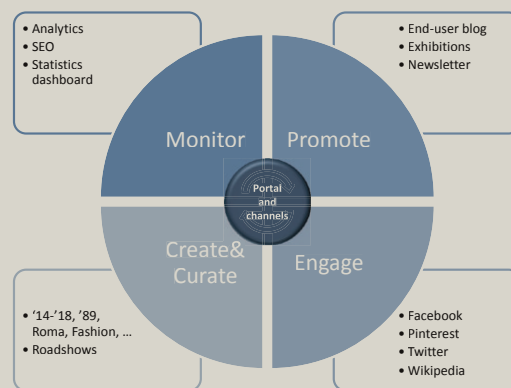 • Analytics
• SEO
• Statistics
dashboard
• End-user blog
• Exhibitions
• Newsletter
Monitor
Promote
Portal
and
channels
Create&
Curate
Engage
• ‘14-’18, ’89,
Roma, Fashion, …
• Roadshows
• Facebook
• Pinterest
• Twitter
• Wikipedia